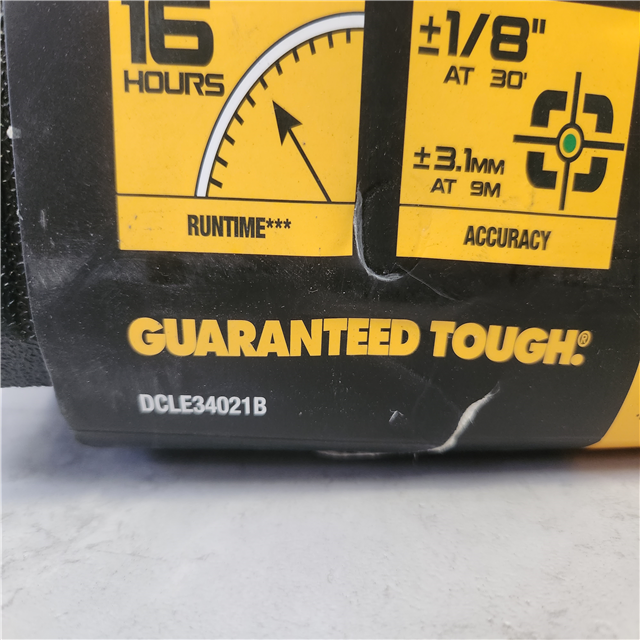 16
HOURS
RUNTIME***
±1/8"
AT 30'
±3.1MM
AT 9M
ACCURACY
GUARANTEED TOUGH.®
DCLE34021B